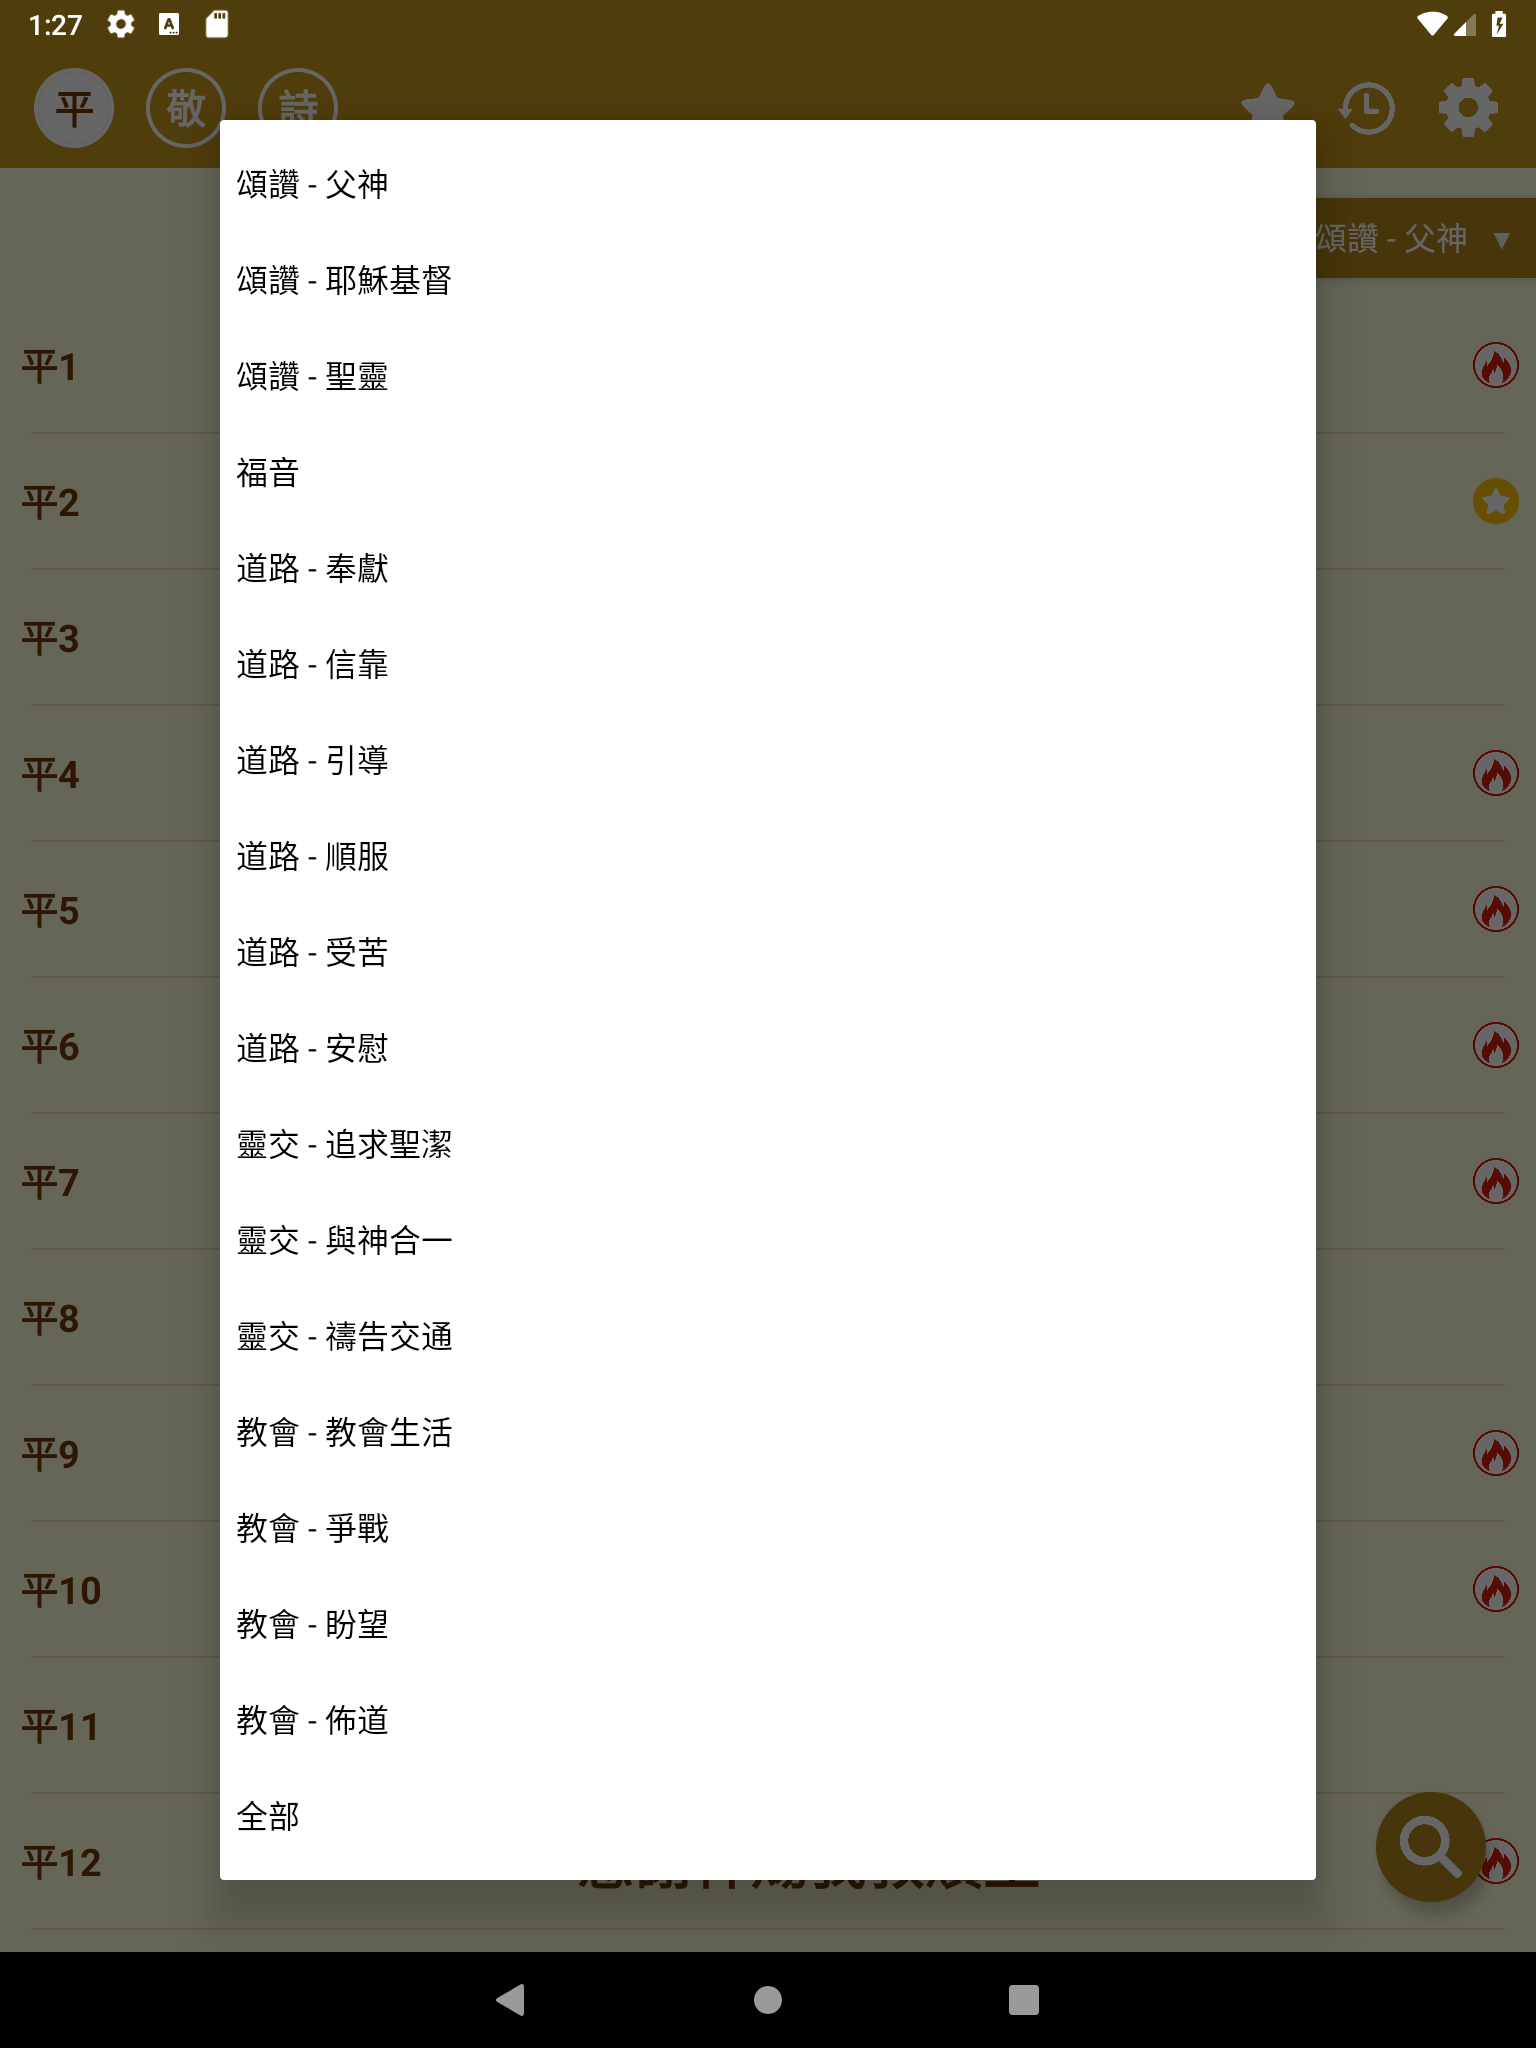 1:27
平 敬 詩
頌讚 - 父神 ▼
頌讚 - 父神
頌讚 - 耶穌基督
頌讚 - 聖靈
福音
道路 - 奉獻
道路 - 信靠
道路 - 引導
道路 - 順服
道路 - 受苦
道路 - 安慰
靈交 - 追求聖潔
靈交 - 與神合一
靈交 - 禱告交通
教會 - 教會生活
教會 - 爭戰
教會 - 盼望
教會 - 佈道
全部
平1
平2
平3
平4
平5
平6
平7
平8
平9
平10
平11
平12